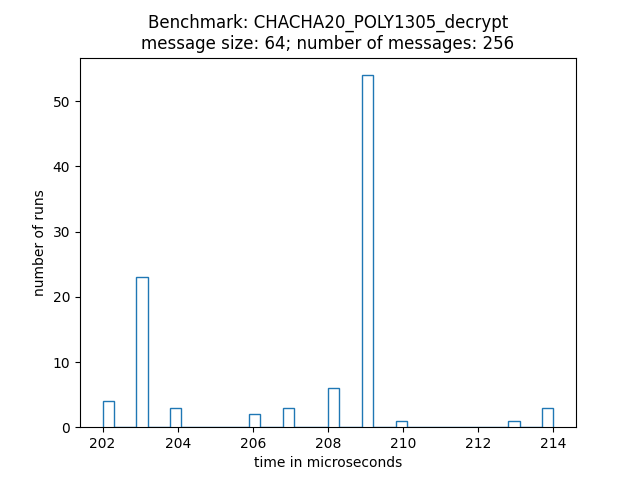 Benchmark: CHACHA20_POLY1305_decrypt
message size: 64; number of messages: 256
50
40
30
20
10
0
number of runs
202 204 206 208 210 212 214
time in microseconds